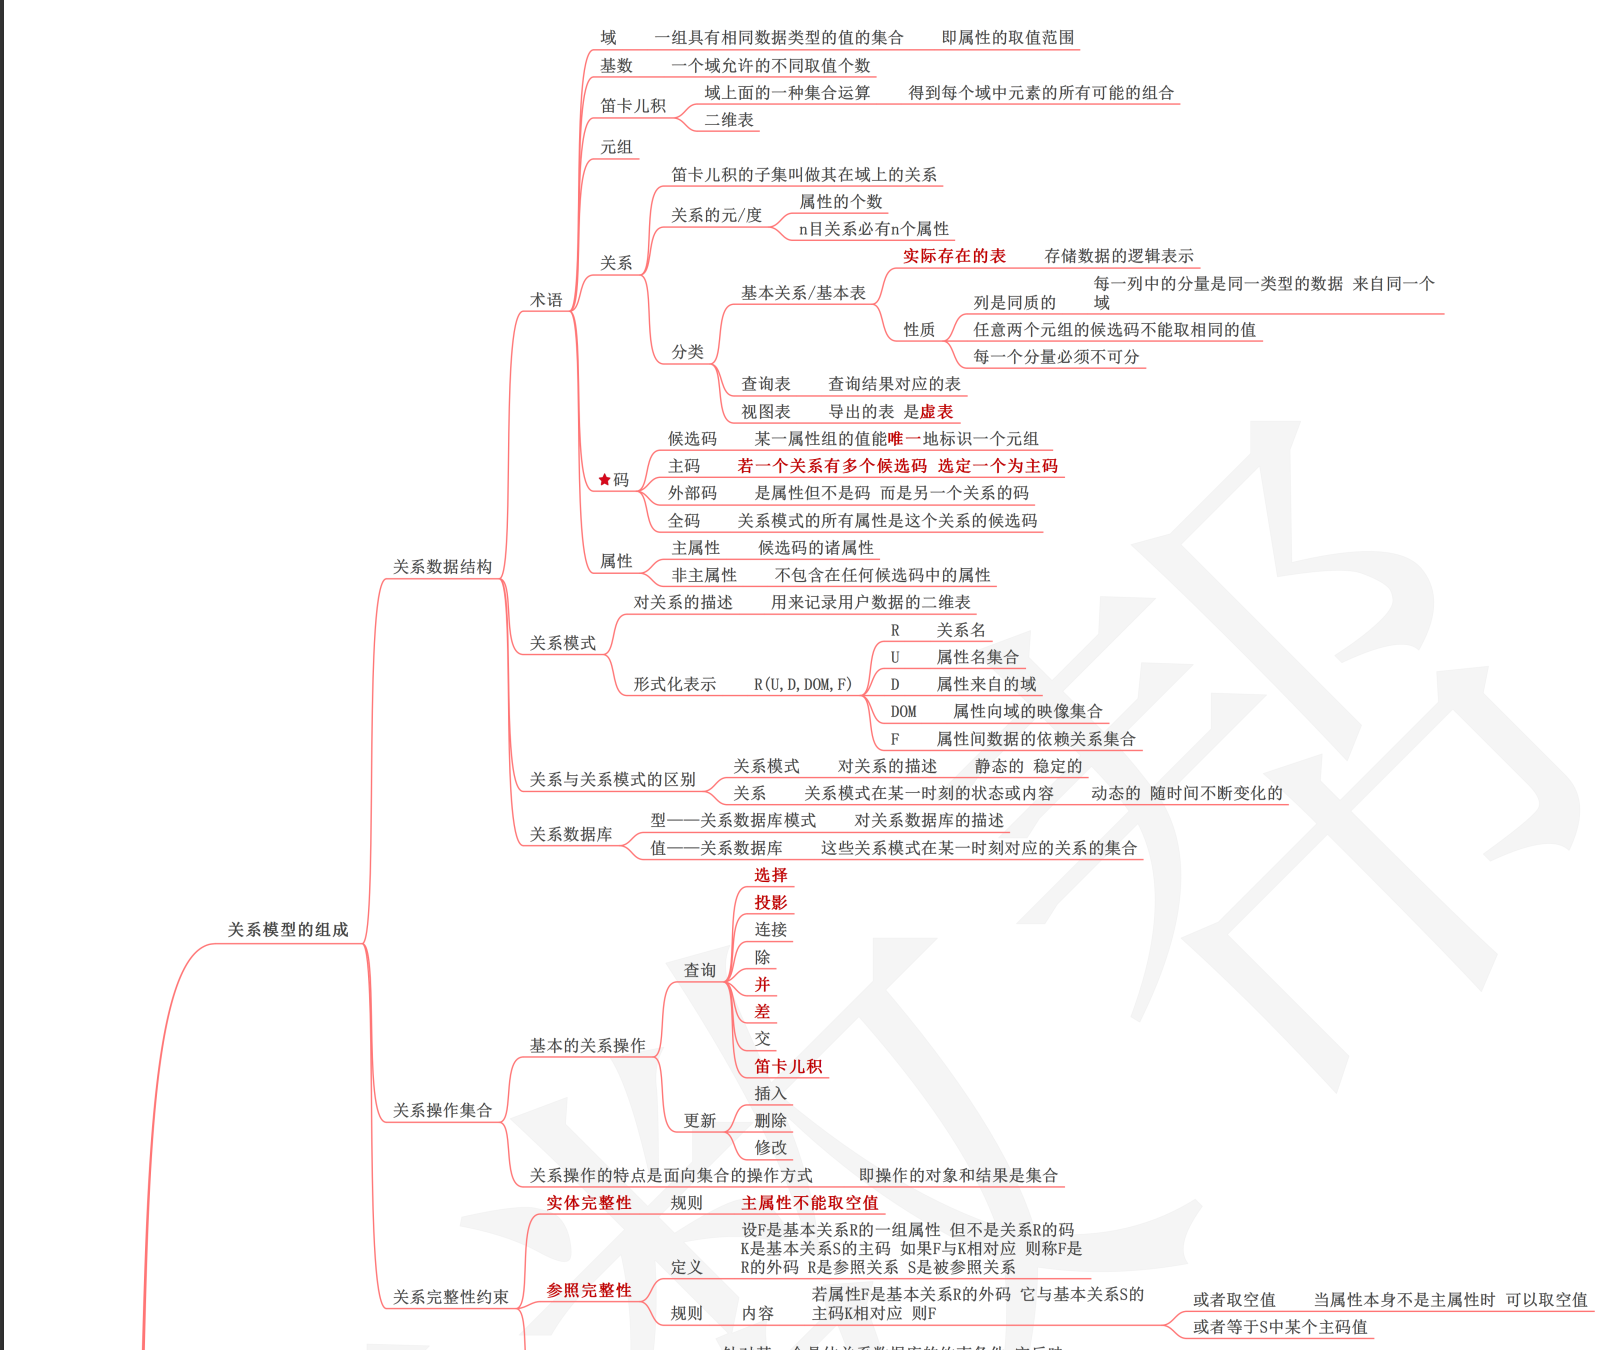 域 一组具有相同数据类型的值的集合 即属性的取值范围
基数 一个域允许的不同取值个数
域上面的一种集合运算 得到每个域中元素的所有可能的组合
笛卡儿积
二维表
元组
笛卡儿积的子集叫做其在域上的关系
属性的个数
关系的元/度
n目关系必有n个属性
实际存在的表 存储数据的逻辑表示
关系
每一列中的分量是同一类型的数据 来自同一个
域
列是同质的
基本关系/基本表
术语
性质 任意两个元组的候选码不能取相同的值
每一个分量必须不可分
分类
查询表 查询结果对应的表
视图表 导出的表 是虚表
候选码 某一属性组的值能唯一地标识一个元组
主码 若一个关系有多个候选码 选定一个为主码
码
外部码 是属性但不是码 而是另一个关系的码
全码 关系模式的所有属性是这个关系的候选码
主属性 候选码的诸属性
属性
关系数据结构
非主属性 不包含在任何候选码中的属性
对关系的描述 用来记录用户数据的二维表
R 关系名
关系模式
U 属性名集合
形式化表示 R(U,D,DOM,F) D 属性来自的域
DOM 属性向域的映像集合
F 属性间数据的依赖关系集合
关系模式 对关系的描述 静态的 稳定的
关系与关系模式的区别
关系 关系模式在某一时刻的状态或内容 动态的 随时间不断变化的
型——关系数据库模式 对关系数据库的描述
关系数据库
值——关系数据库 这些关系模式在某一时刻对应的关系的集合
选择
投影
关系模型的组成
连接
除
查询
并
差
交
基本的关系操作
笛卡儿积
插入
关系操作集合
更新 删除
修改
关系操作的特点是面向集合的操作方式 即操作的对象和结果是集合
实体完整性 规则 主属性不能取空值
设F是基本关系R的一组属性 但不是关系R的码
K是基本关系S的主码 如果F与K相对应 则称F是
R的外码 R是参照关系 S是被参照关系
定义
参照完整性
关系完整性约束
若属性F是基本关系R的外码 它与基本关系S的
主码K相对应 则F
规则 内容
或者取空值 当属性本身不是主属性时 可以取空值
或者等于S中某个主码值